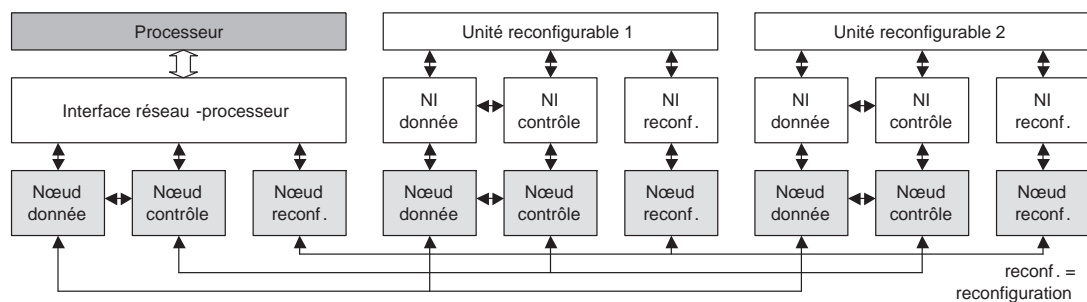 Processeur
Unité reconfigurable 1
Unité reconfigurable 2
Interface réseau -processeur
NI
donnée
NI
contrôle
NI
reconf.
NI
donnée
NI
contrôle
NI
reconf.
Nœud
donnée
Nœud
contrôle
Nœud
reconf.
Nœud
donnée
Nœud
contrôle
Nœud
reconf.
Nœud
donnée
Nœud
contrôle
Nœud
reconf.
reconf. =
reconfiguration